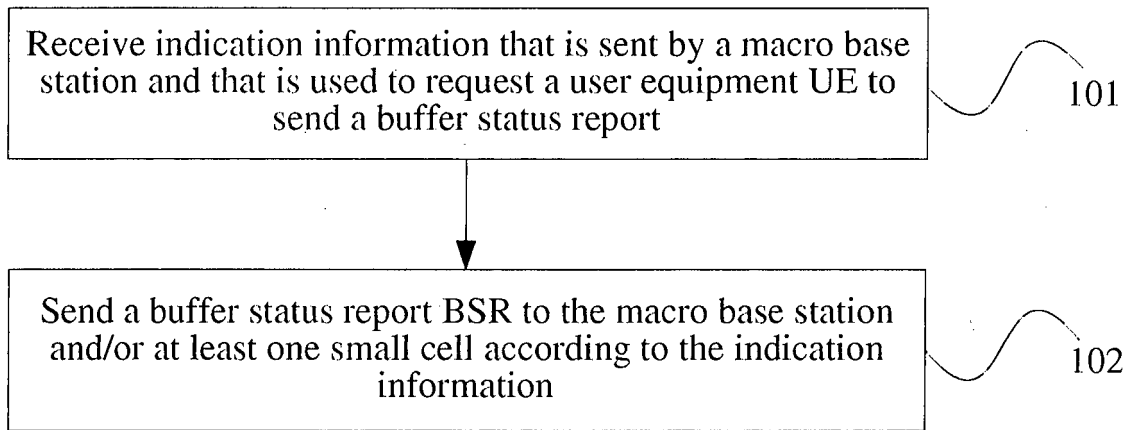 Receive indication information that is sent by a macro base
station and that is used to request a user equipment UE to
send a buffer status report
101
Send a buffer status report BSR to the macro base station
and/or at least one small cell according to the indication
information
102